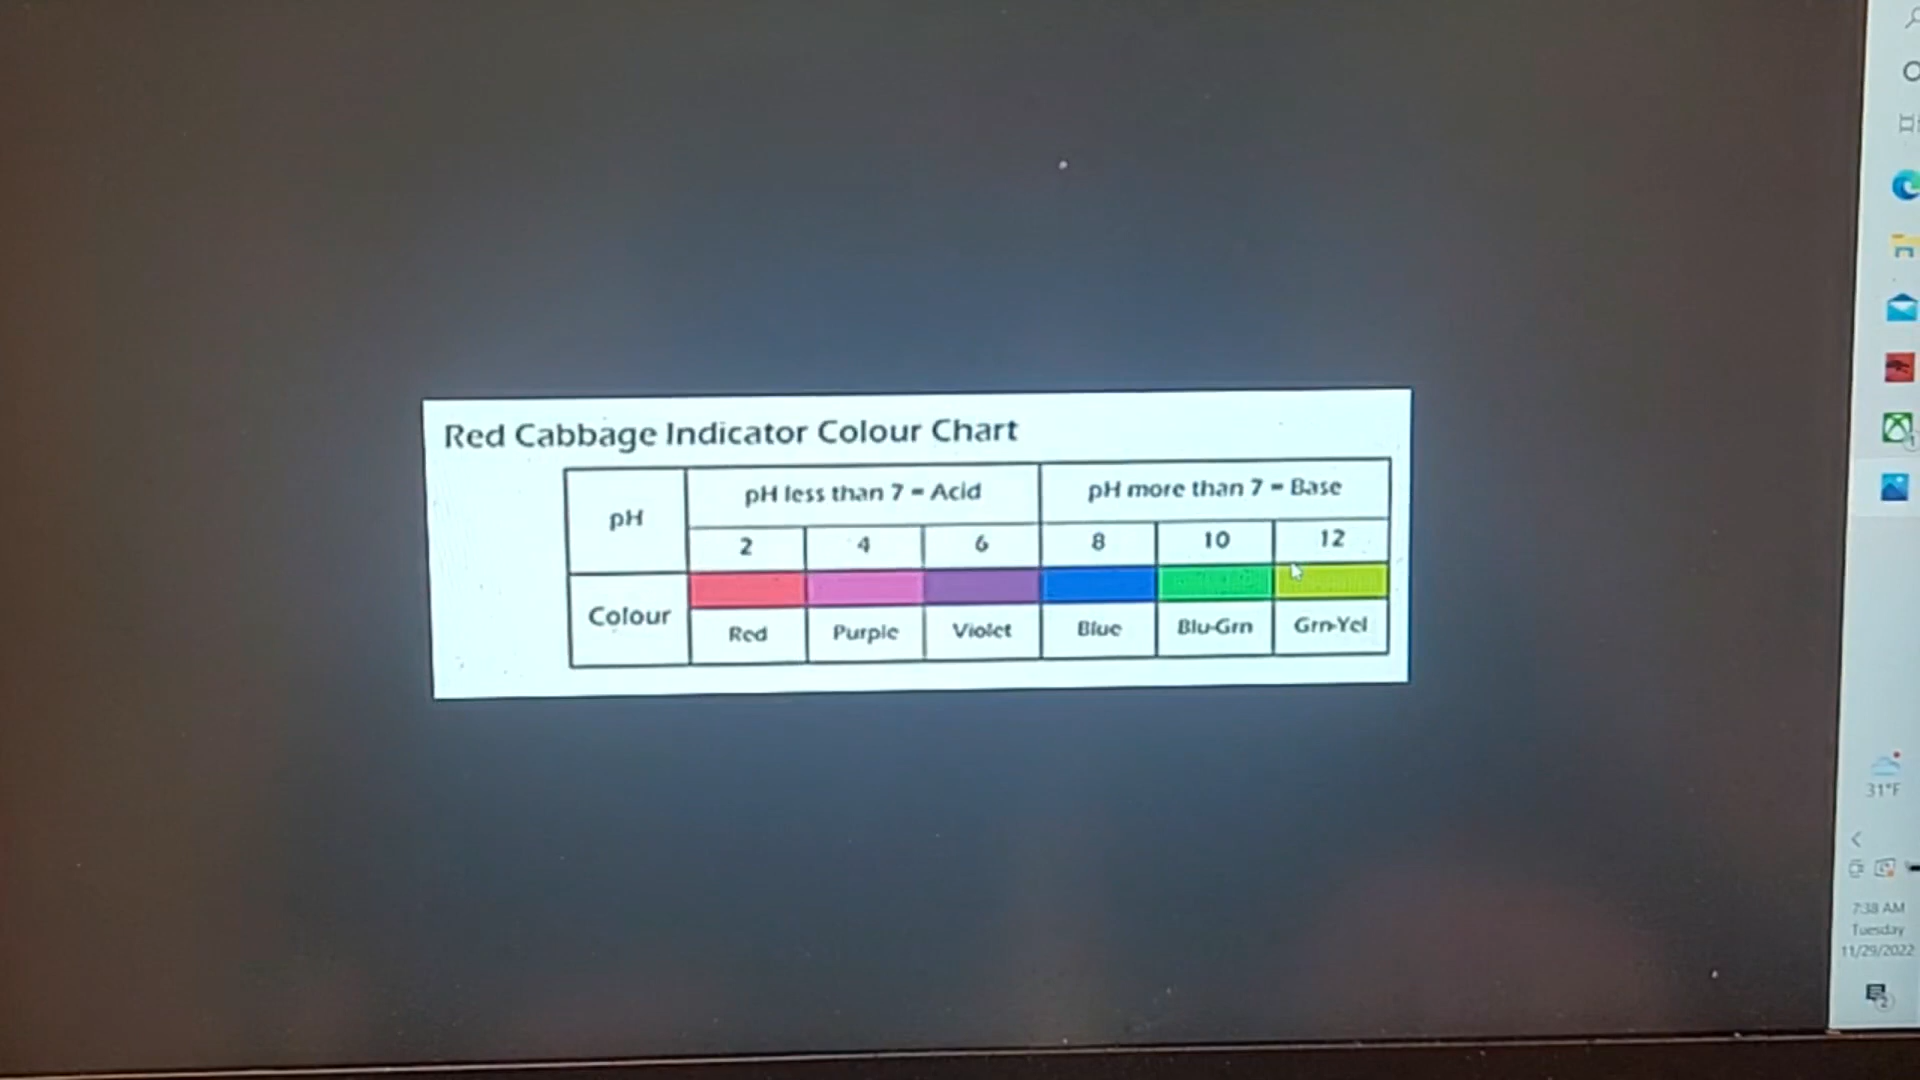 Red Cabbage Indicator Colour Chart
pH
pH less than 7 = Acid
pH more than 7 = Base
2 4 6 8 10 12
Colour
Red Purple Violet Blue Blu-Grn Grn-Yel
31°F
7:38 AM
Tuesday
11/29/2022
2
1